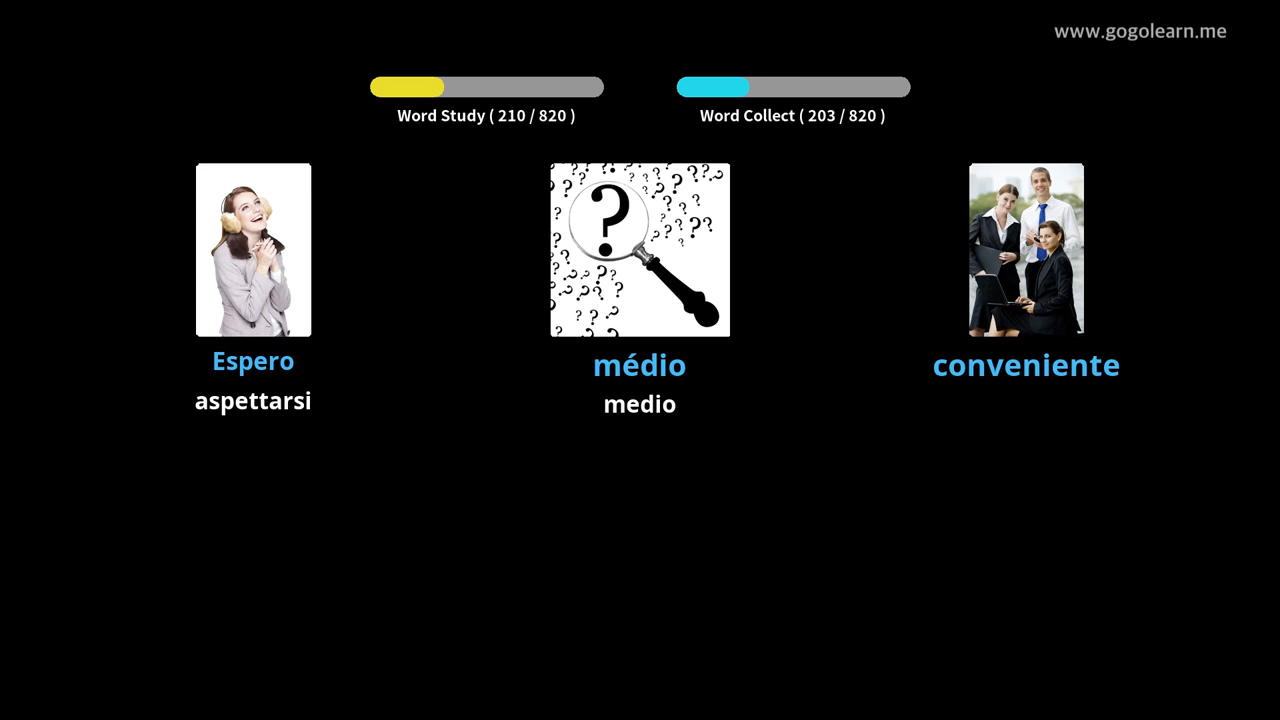 www.gogolearn.me
Word Study ( 210 / 820 )
Word Collect ( 203 / 820 )
Espero
aspettarsi
médio
medio
conveniente